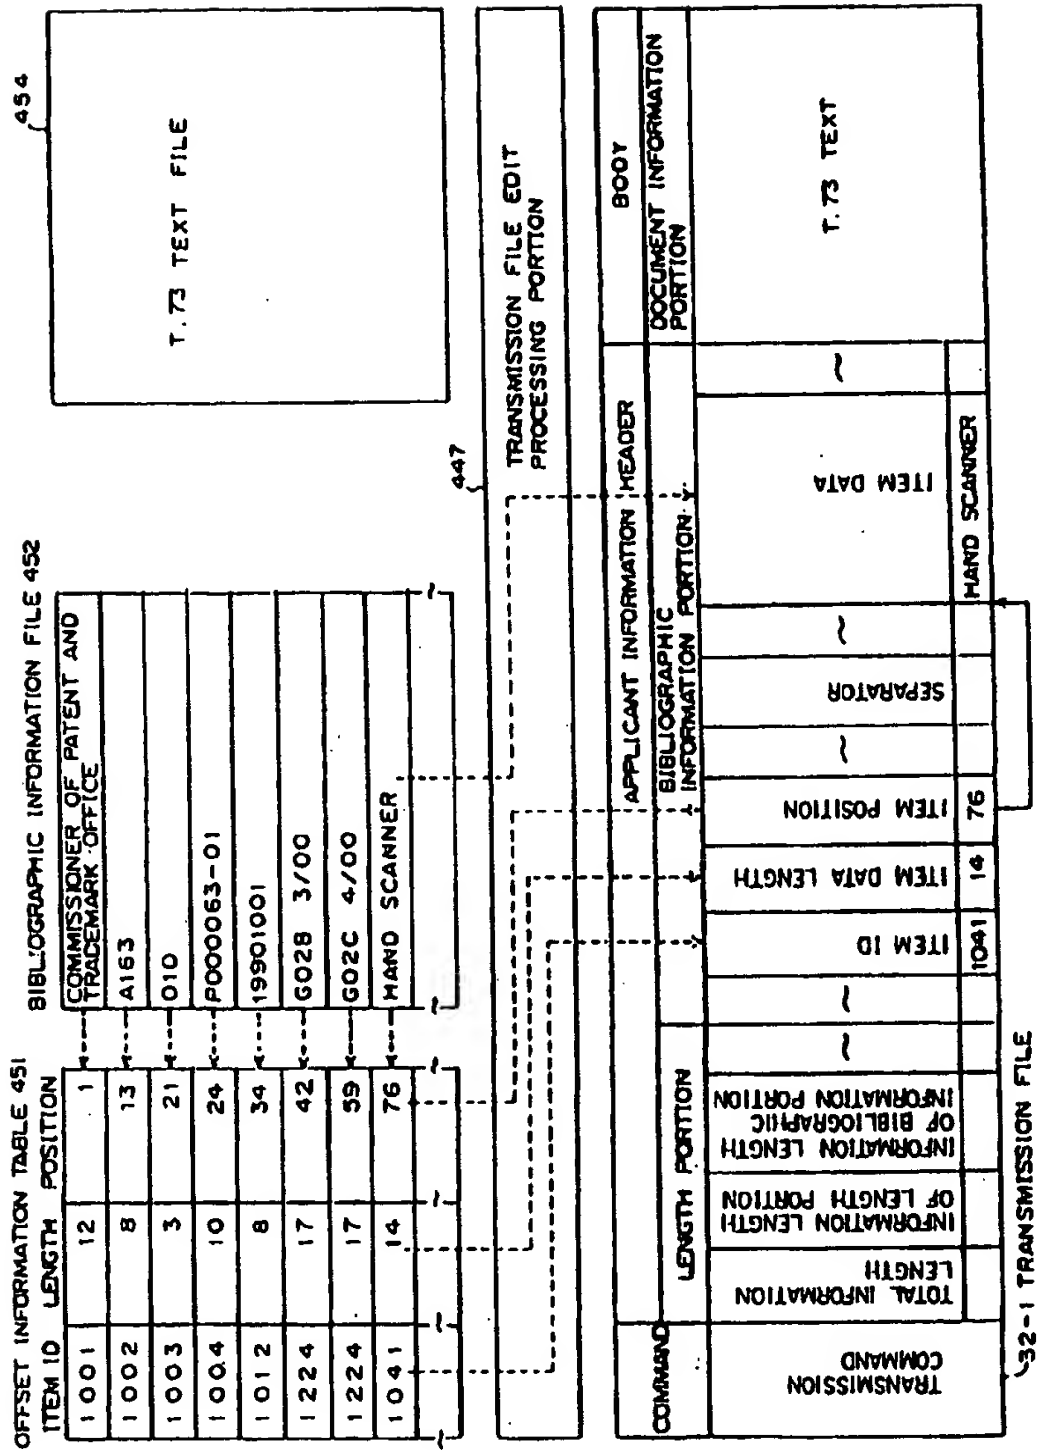 OFFSET INFORMATION TABLE 451
ITEM ID LENGTH POSITION
1001 12 1
1002 8 13
1003 3 21
1004 10 24
1012 8 34
1224 17 42
1224 17 59
1041 14 76
BIBLIOGRAPHIC INFORMATION FILE 452
COMMISSIONER OF PATENT AND
TRADEMARK OFFICE
A163
010
P000063-01
19901001
G02B 3/00
G02C 4/00
HAND SCANNER
454
T.73 TEXT FILE
447
TRANSMISSION FILE EDIT
PROCESSING PORTION
COMMAND
APPLICANT INFORMATION HEADER
BODY
LENGTH PORTION
BIBLIOGRAPHIC
INFORMATION PORTION
DOCUMENT INFORMATION
PORTION
TRANSMISSION
COMMAND
TOTAL INFORMATION
LENGTH
INFORMATION LENGTH
OF LENGTH PORTION
INFORMATION LENGTH
OF BIBLIOGRAPHIC
INFORMATION PORTION
~
~
ITEM ID
ITEM DATA LENGTH
ITEM POSITION
~
SEPARATOR
~
ITEM DATA
~
T.73 TEXT
1041
14
76
HAND SCANNER
32-1 TRANSMISSION FILE